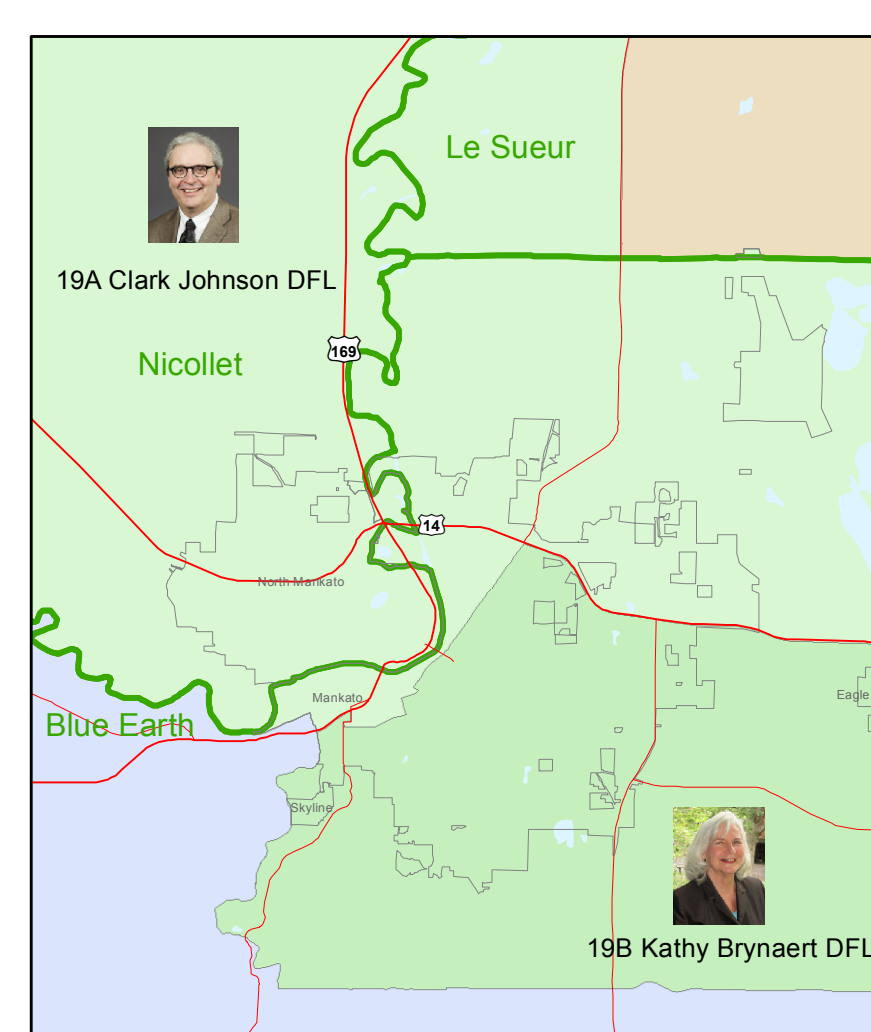 Le Sueur
19A Clark Johnson DFL
169
Nicollet
14
North Mankato
Mankato
Eagle
Blue Earth
Skyline
19B Kathy Brynaert DFL